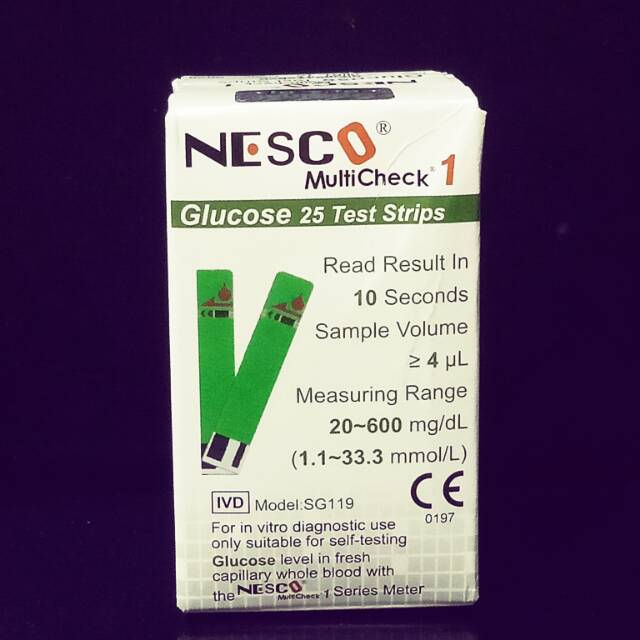 NESCO®
MultiCheck® 1
Glucose 25 Test Strips
Read Result In
10 Seconds
Sample Volume
≥ 4 µL
Measuring Range
20~600 mg/dL
(1.1~33.3 mmol/L)
IVD Model:SG119
CE
0197
For in vitro diagnostic use
only suitable for self-testing
Glucose level in fresh
capillary whole blood with
the NESCO® MultiCheck® 1 Series Meter